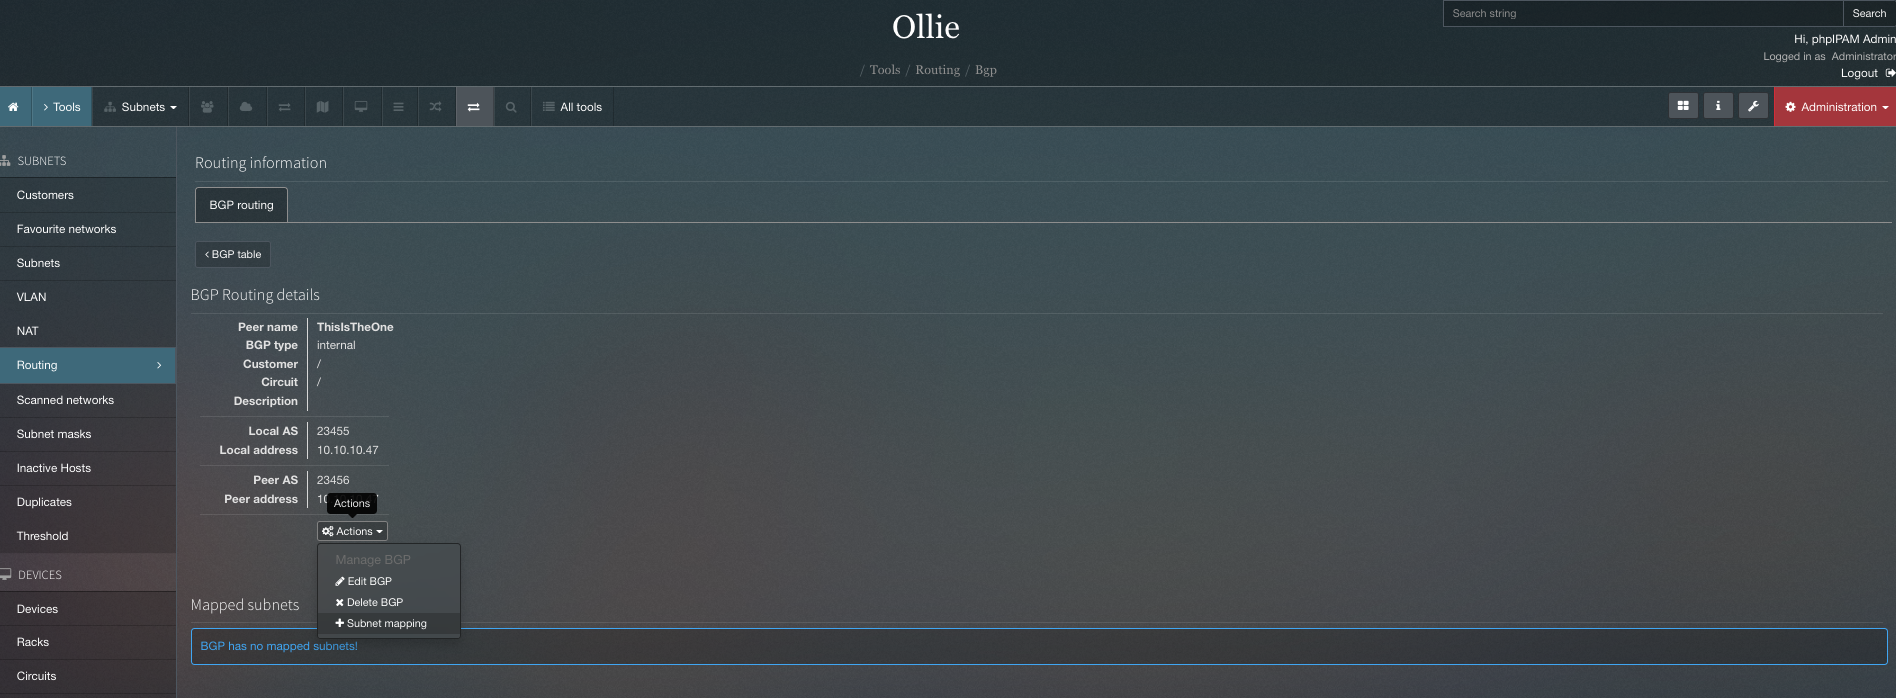 Ollie
Search string
Search
Hi, phpIPAM Admin
Logged in as Administrator
Logout
/ Tools / Routing / Bgp
Tools
Subnets
All tools
Administration
SUBNETS
Customers
Favourite networks
Subnets
VLAN
NAT
Routing
Scanned networks
Subnet masks
Inactive Hosts
Duplicates
Threshold
DEVICES
Devices
Racks
Circuits
Routing information
BGP routing
BGP table
BGP Routing details
Peer name ThisIsTheOne
BGP type internal
Customer /
Circuit /
Description
Local AS 23455
Local address 10.10.10.47
Peer AS 23456
Peer address
Actions
Actions
Manage BGP
Edit BGP
Delete BGP
Subnet mapping
Mapped subnets
BGP has no mapped subnets!